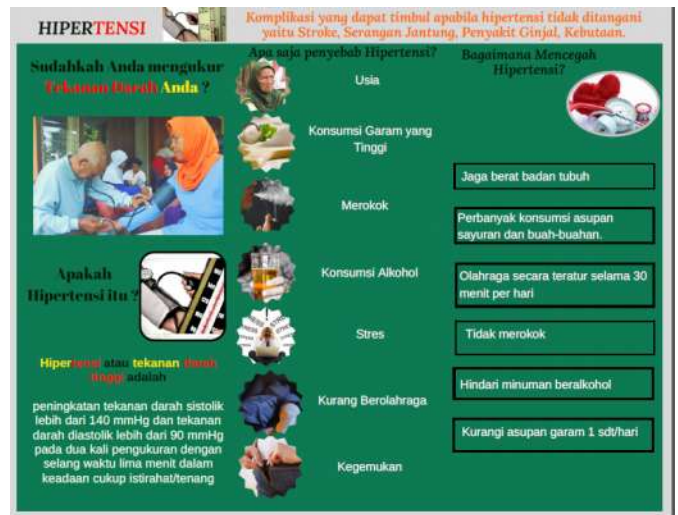 HIPERTENSI
Komplikasi yang dapat timbul apabila hipertensi tidak ditangani
yaitu Stroke, Serangan Jantung, Penyakit Ginjal, Kebutaan.
Sudahkah Anda mengukur
Tekanan Darah Anda ?
Apakah
Hipertensi itu ?
Hipertensi atau tekanan darah
tinggi adalah
peningkatan tekanan darah sistolik
lebih dari 140 mmHg dan tekanan
darah diastolik lebih dari 90 mmHg
pada dua kali pengukuran dengan
selang waktu lima menit dalam
keadaan cukup istirahat/tenang
Apa saja penyebab Hipertensi?
Usia
Konsumsi Garam yang
Tinggi
Merokok
Konsumsi Alkohol
Stres
Kurang Berolahraga
Kegemukan
Bagaimana Mencegah
Hipertensi?
Jaga berat badan tubuh
Perbanyak konsumsi asupan
sayuran dan buah-buahan.
Olahraga secara teratur selama 30
menit per hari
Tidak merokok
Hindari minuman beralkohol
Kurangi asupan garam 1 sdt/hari